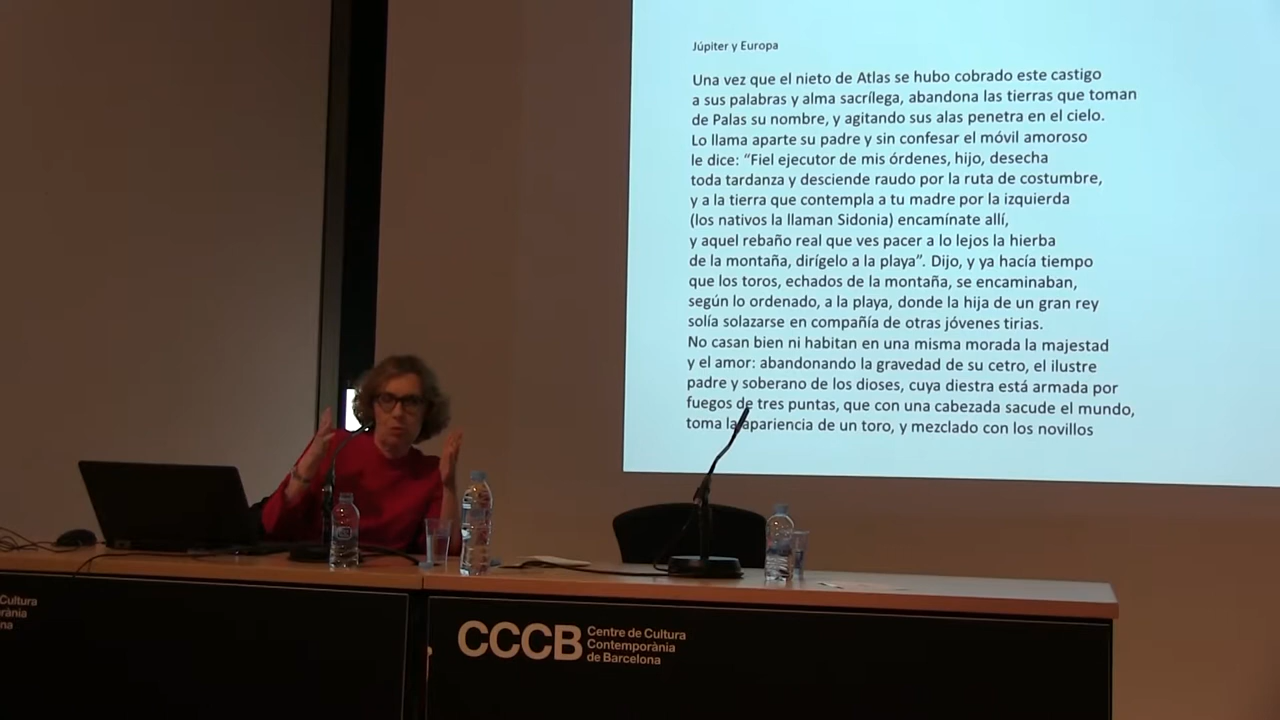 Júpiter y Europa
Una vez que el nieto de Atlas se hubo cobrado este castigo
a sus palabras y alma sacrílega, abandona las tierras que toman
de Palas su nombre, y agitando sus alas penetra en el cielo.
Lo llama aparte su padre y sin confesar el móvil amoroso
le dice: “Fiel ejecutor de mis órdenes, hijo, desecha
toda tardanza y desciende raudo por la ruta de costumbre,
y a la tierra que contempla a tu madre por la izquierda
(los nativos la llaman Sidonia) encamínate allí,
y aquel rebaño real que ves pacer a lo lejos la hierba
de la montaña, dirígelo a la playa”. Dijo, y ya hacía tiempo
que los toros, echados de la montaña, se encaminaban,
según lo ordenado, a la playa, donde la hija de un gran rey
solía solazarse en compañía de otras jóvenes tirias.
No casan bien ni habitan en una misma morada la majestad
y el amor: abandonando la gravedad de su cetro, el ilustre
padre y soberano de los dioses, cuya diestra está armada por
fuegos de tres puntas, que con una cabezada sacude el mundo,
toma la apariencia de un toro, y mezclado con los novillos
Cultura
rània
na
CCCB
Centre de Cultura
Contemporània
de Barcelona